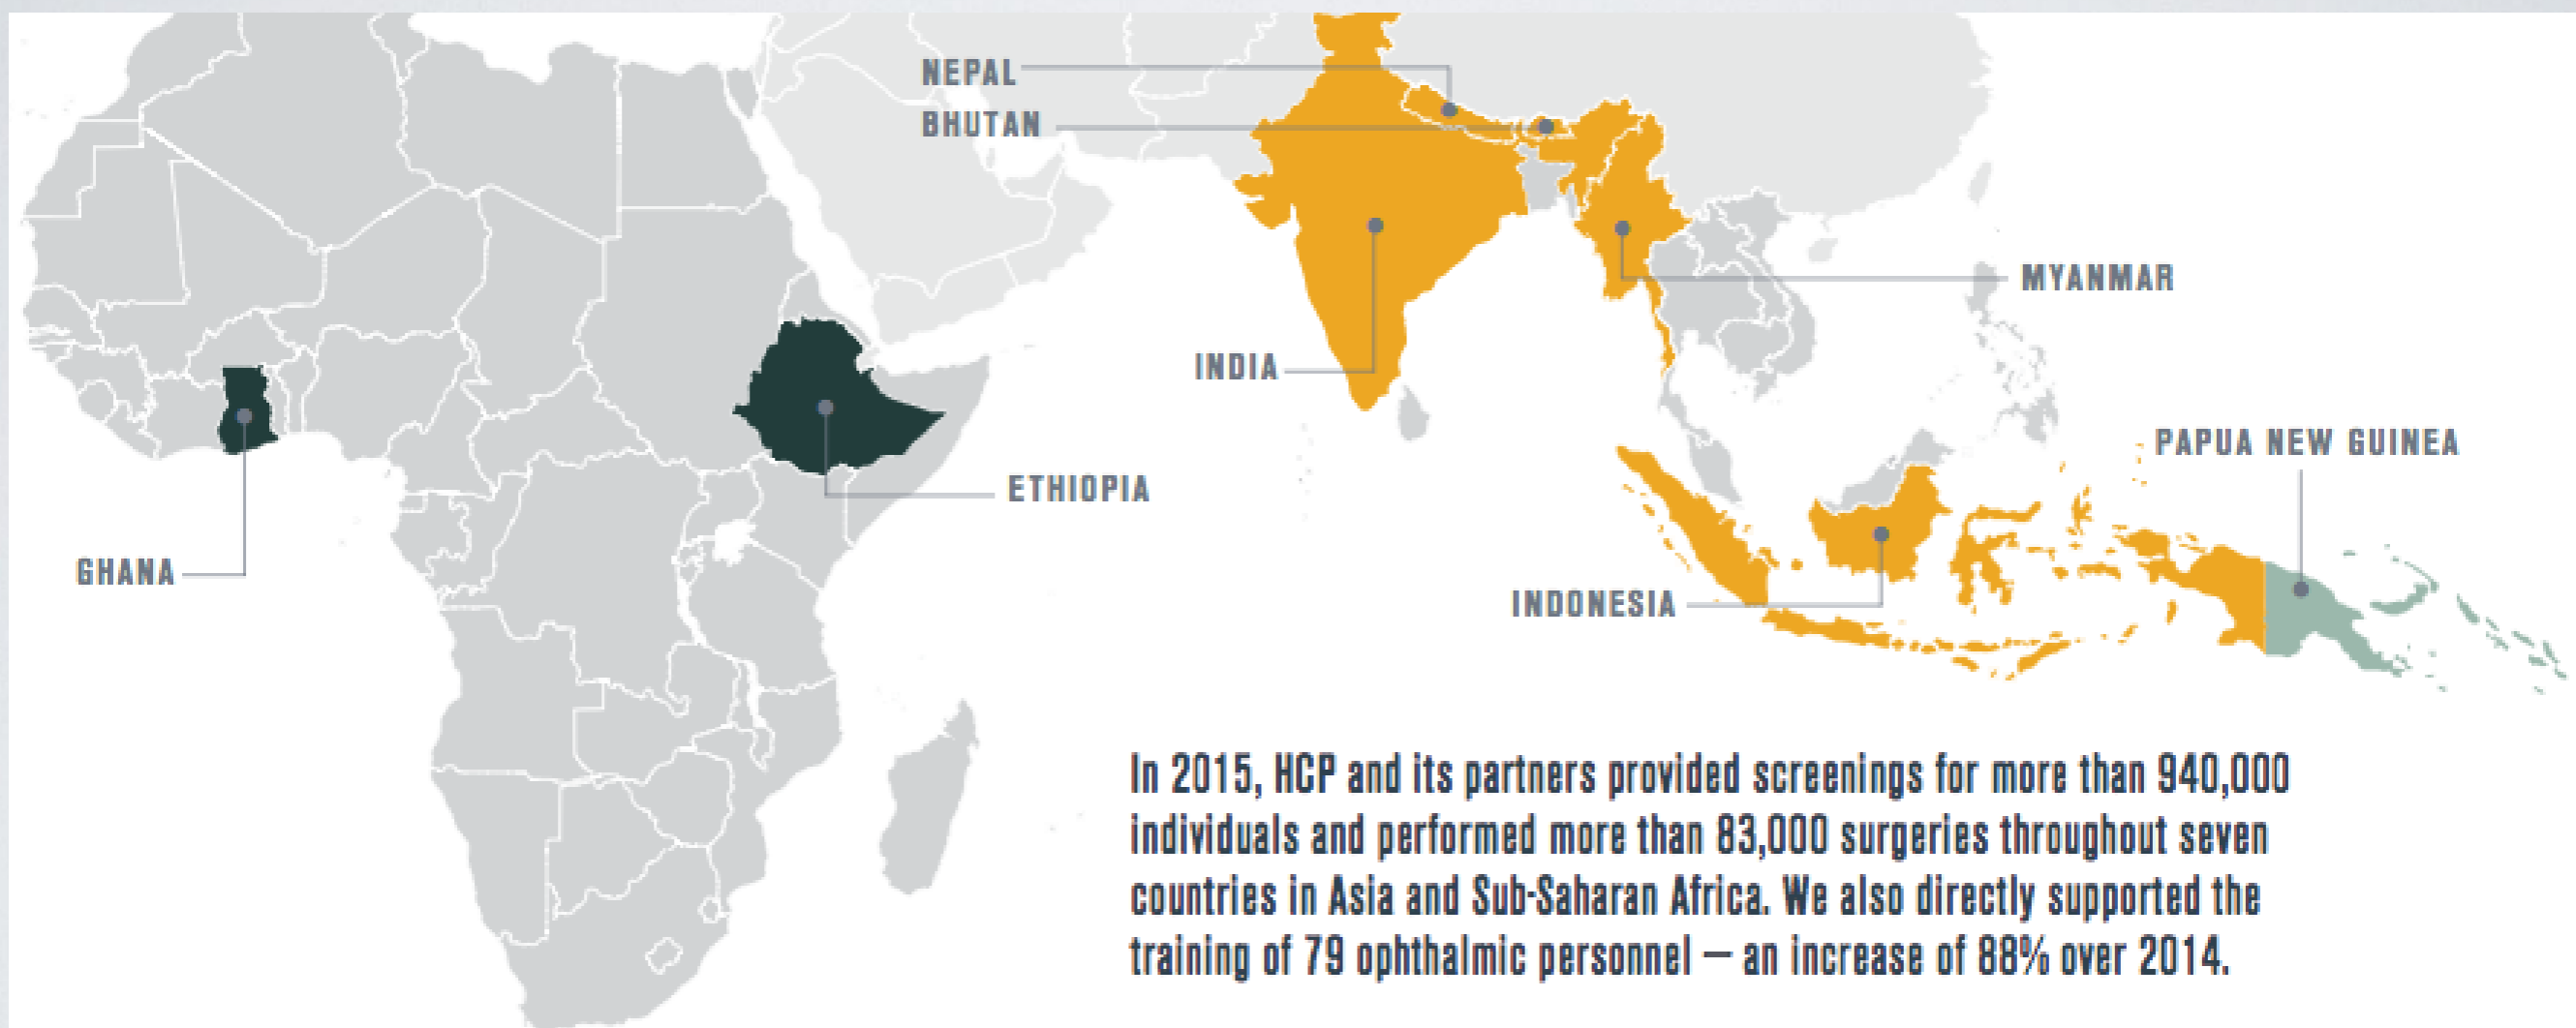 NEPAL
BHUTAN
MYANMAR
INDIA
PAPUA NEW GUINEA
ETHIOPIA
GHANA
INDONESIA
In 2015, HCP and its partners provided screenings for more than 940,000
individuals and performed more than 83,000 surgeries throughout seven
countries in Asia and Sub-Saharan Africa. We also directly supported the
training of 79 ophthalmic personnel — an increase of 88% over 2014.